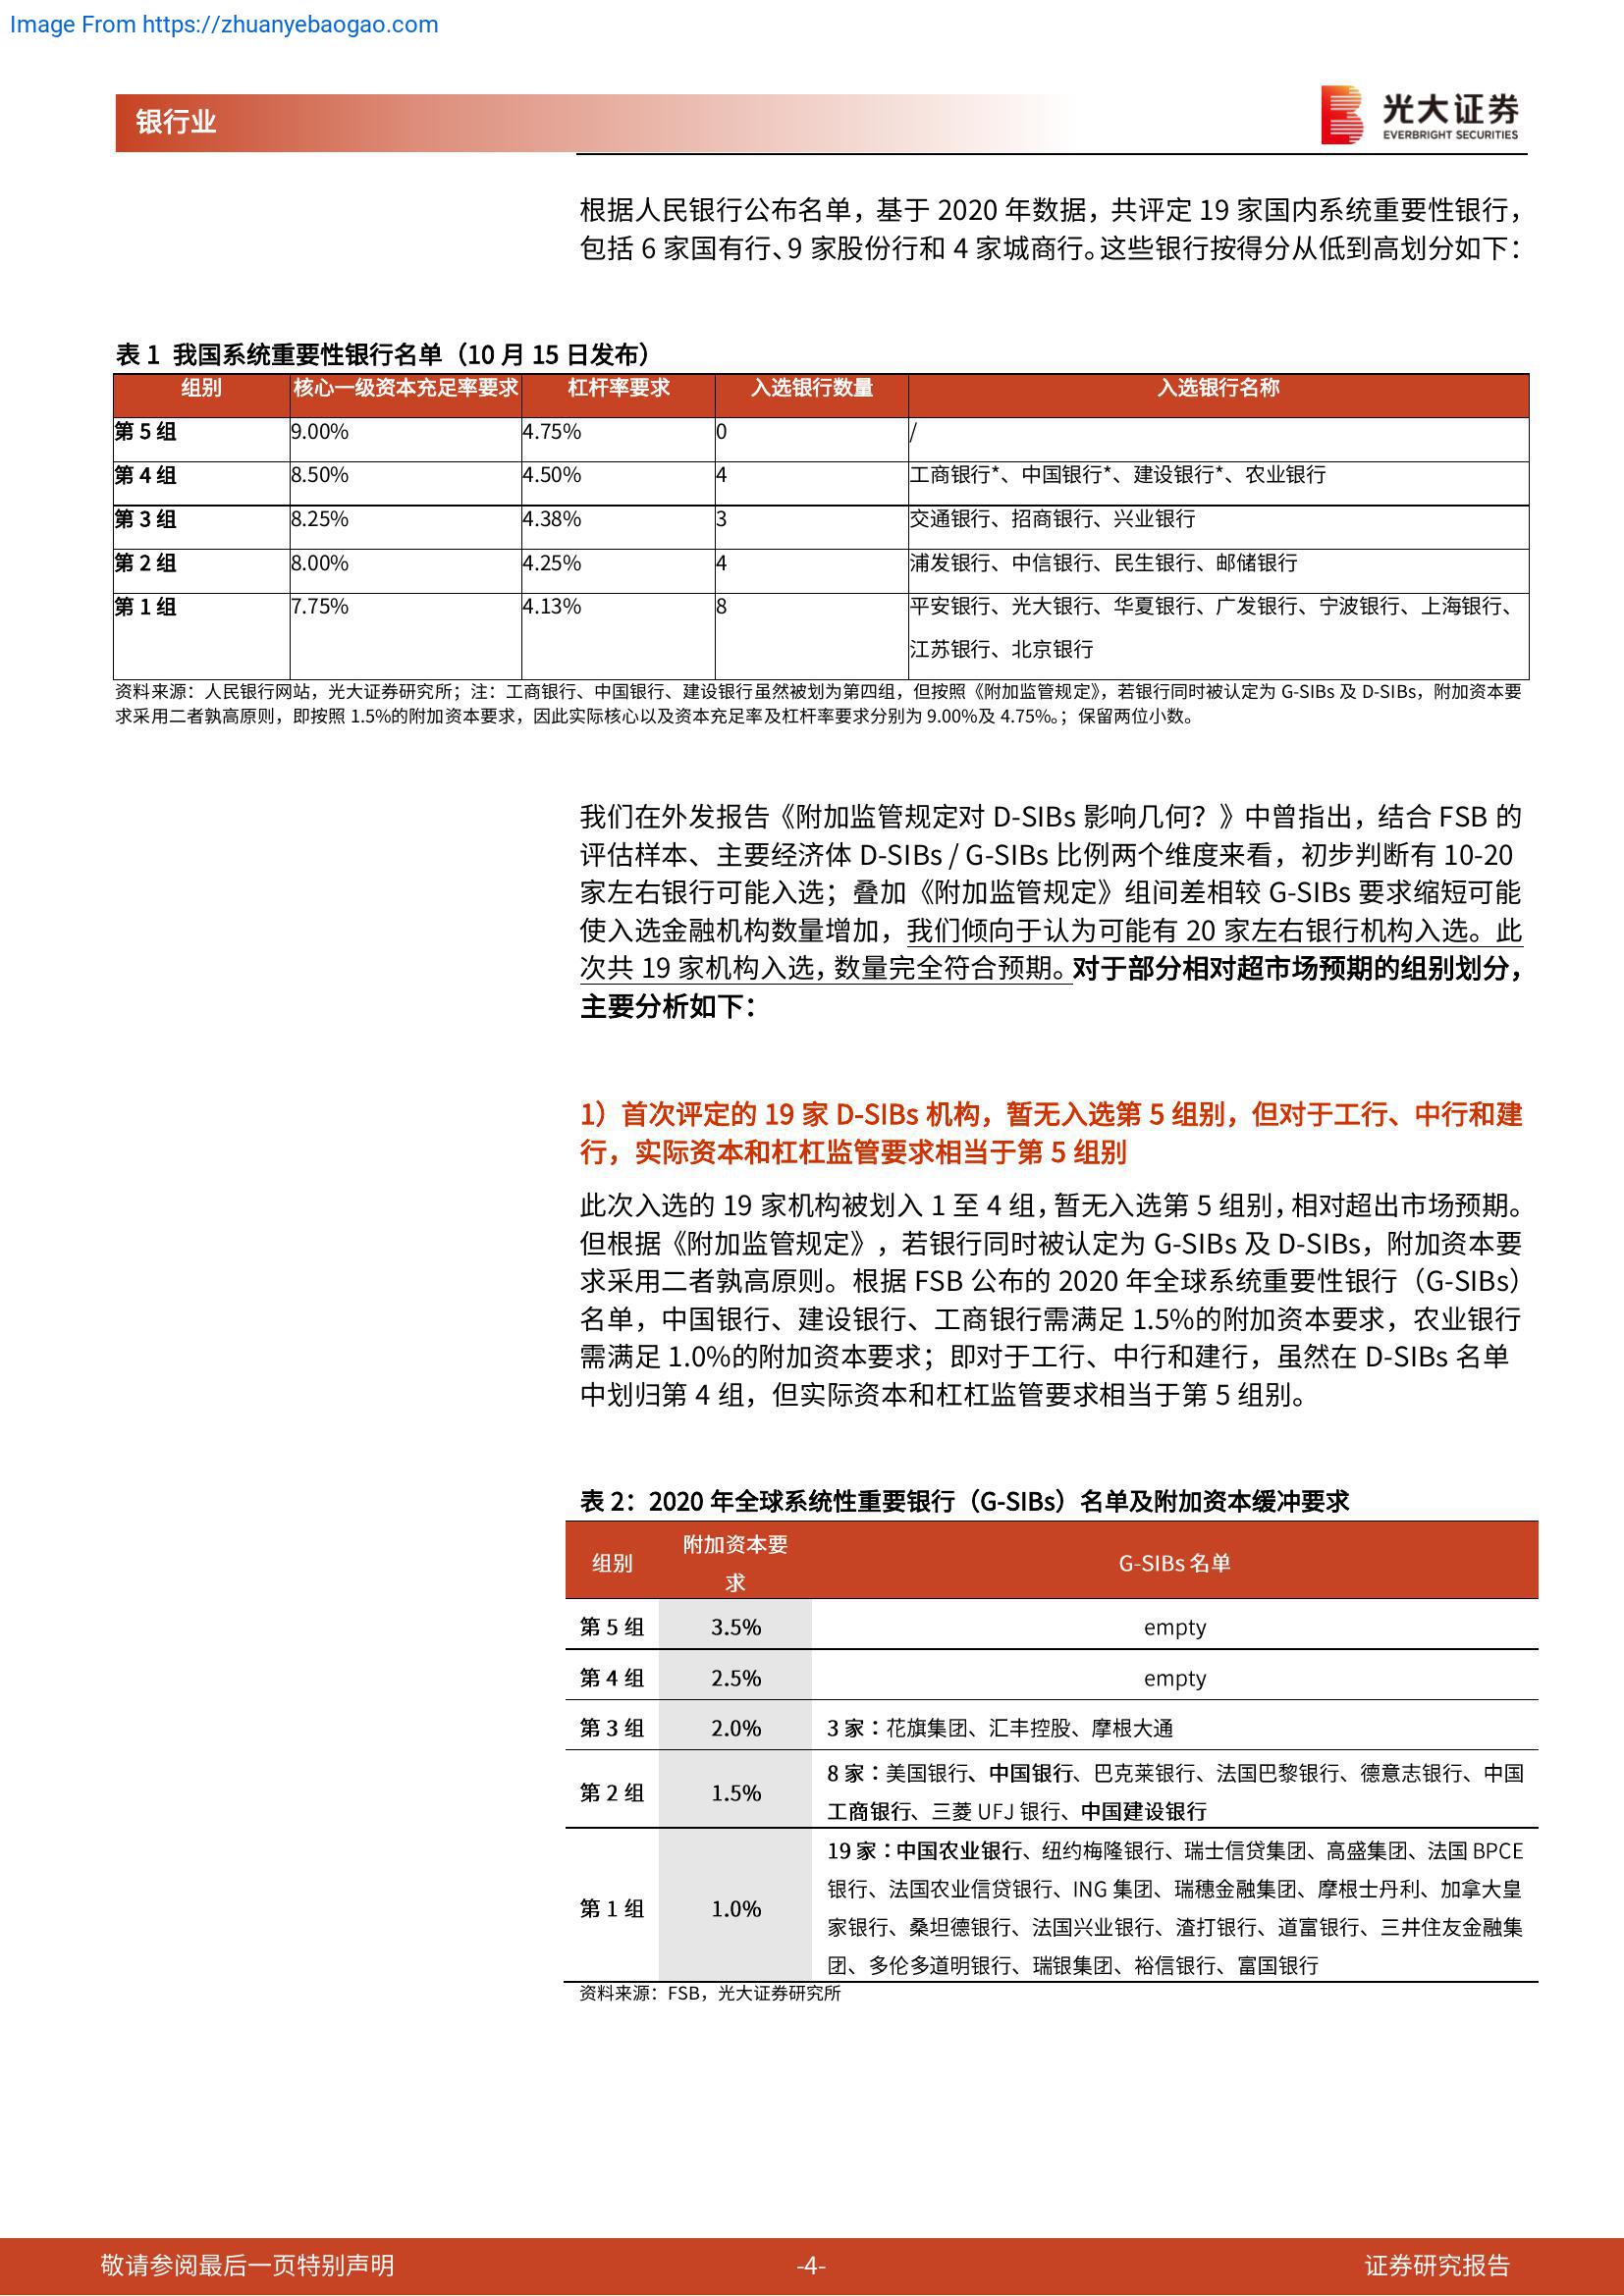 Image From https://zhuanyebaogao.com
银行业
光大证券
EVERBRIGHT SECURITIES
根据人民银行公布名单，基于 2020 年数据，共评定 19 家国内系统重要性银行，
包括 6 家国有行、9 家股份行和 4 家城商行。这些银行按得分从低到高划分如下：
表 1 我国系统重要性银行名单（10 月 15 日发布）
组别 核心一级资本充足率要求 杠杆率要求 入选银行数量 入选银行名称
第 5 组 9.00% 4.75% 0 /
第 4 组 8.50% 4.50% 4 工商银行*、中国银行*、建设银行*、农业银行
第 3 组 8.25% 4.38% 3 交通银行、招商银行、兴业银行
第 2 组 8.00% 4.25% 4 浦发银行、中信银行、民生银行、邮储银行
第 1 组 7.75% 4.13% 8 平安银行、光大银行、华夏银行、广发银行、宁波银行、上海银行、
江苏银行、北京银行
资料来源：人民银行网站，光大证券研究所；注：工商银行、中国银行、建设银行虽然被划为第四组，但按照《附加监管规定》，若银行同时被认定为 G-SIBs 及 D-SIBs，附加资本要
求采用二者孰高原则，即按照 1.5%的附加资本要求，因此实际核心以及资本充足率及杠杆率要求分别为 9.00%及 4.75%。；保留两位小数。
我们在外发报告《附加监管规定对 D-SIBs 影响几何？》中曾指出，结合 FSB 的
评估样本、主要经济体 D-SIBs / G-SIBs 比例两个维度来看，初步判断有 10-20
家左右银行可能入选；叠加《附加监管规定》组间差相较 G-SIBs 要求缩短可能
使入选金融机构数量增加，我们倾向于认为可能有 20 家左右银行机构入选。此
次共 19 家机构入选，数量完全符合预期。对于部分相对超市场预期的组别划分，
主要分析如下：
1）首次评定的 19 家 D-SIBs 机构，暂无入选第 5 组别，但对于工行、中行和建
行，实际资本和杠杠监管要求相当于第 5 组别
此次入选的 19 家机构被划入 1 至 4 组，暂无入选第 5 组别，相对超出市场预期。
但根据《附加监管规定》，若银行同时被认定为 G-SIBs 及 D-SIBs，附加资本要
求采用二者孰高原则。根据 FSB 公布的 2020 年全球系统重要性银行（G-SIBs）
名单，中国银行、建设银行、工商银行需满足 1.5%的附加资本要求，农业银行
需满足 1.0%的附加资本要求；即对于工行、中行和建行，虽然在 D-SIBs 名单
中划归第 4 组，但实际资本和杠杠监管要求相当于第 5 组别。
表 2：2020 年全球系统性重要银行（G-SIBs）名单及附加资本缓冲要求
组别 附加资本要 G-SIBs 名单
求
第 5 组 3.5% empty
第 4 组 2.5% empty
第 3 组 2.0% 3 家：花旗集团、汇丰控股、摩根大通
第 2 组 1.5% 8 家：美国银行、中国银行、巴克莱银行、法国巴黎银行、德意志银行、中国
工商银行、三菱 UFJ 银行、中国建设银行
第 1 组 1.0% 19 家：中国农业银行、纽约梅隆银行、瑞士信贷集团、高盛集团、法国 BPCE
银行、法国农业信贷银行、ING 集团、瑞穗金融集团、摩根士丹利、加拿大皇
家银行、桑坦德银行、法国兴业银行、渣打银行、道富银行、三井住友金融集
团、多伦多道明银行、瑞银集团、裕信银行、富国银行
资料来源：FSB，光大证券研究所
敬请参阅最后一页特别声明 -4- 证券研究报告